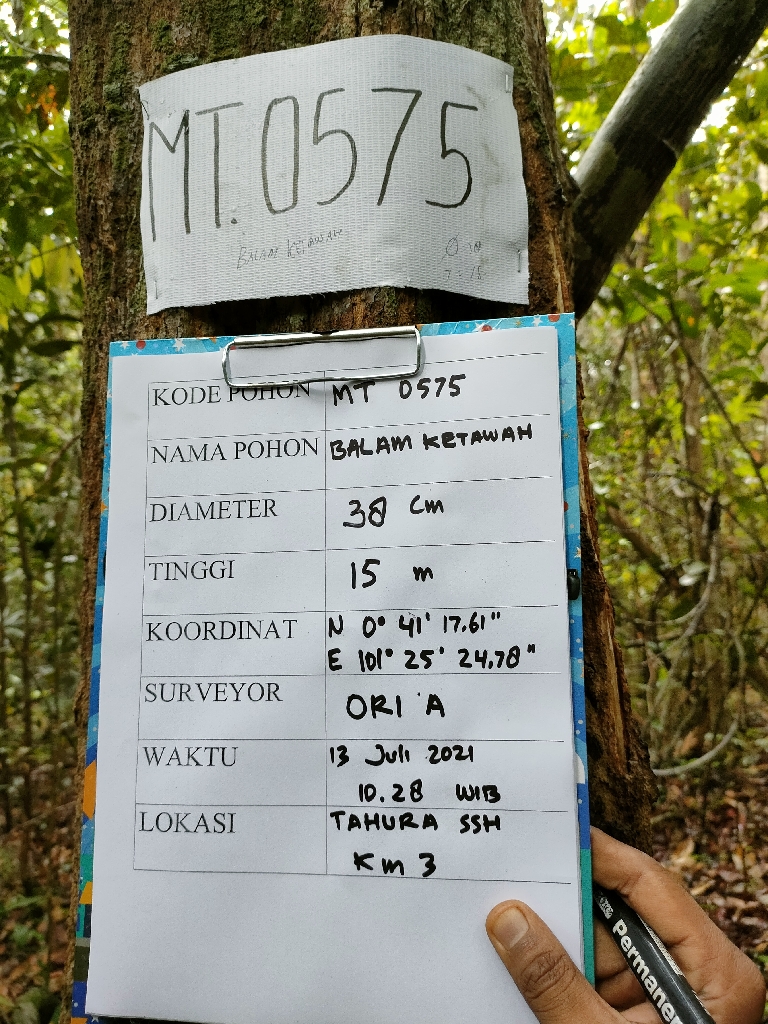 MT.0575
BALAM KETAWAH
KODE POHON MT 0575
NAMA POHON BALAM KETAWAH
DIAMETER 38 Cm
TINGGI 15 m
KOORDINAT N 0° 41' 17.61"
E 101° 25' 24.78"
SURVEYOR ORI A
WAKTU 13 Juli 2021
10.28 WIB
LOKASI TAHURA SSH
Km 3
Permanen